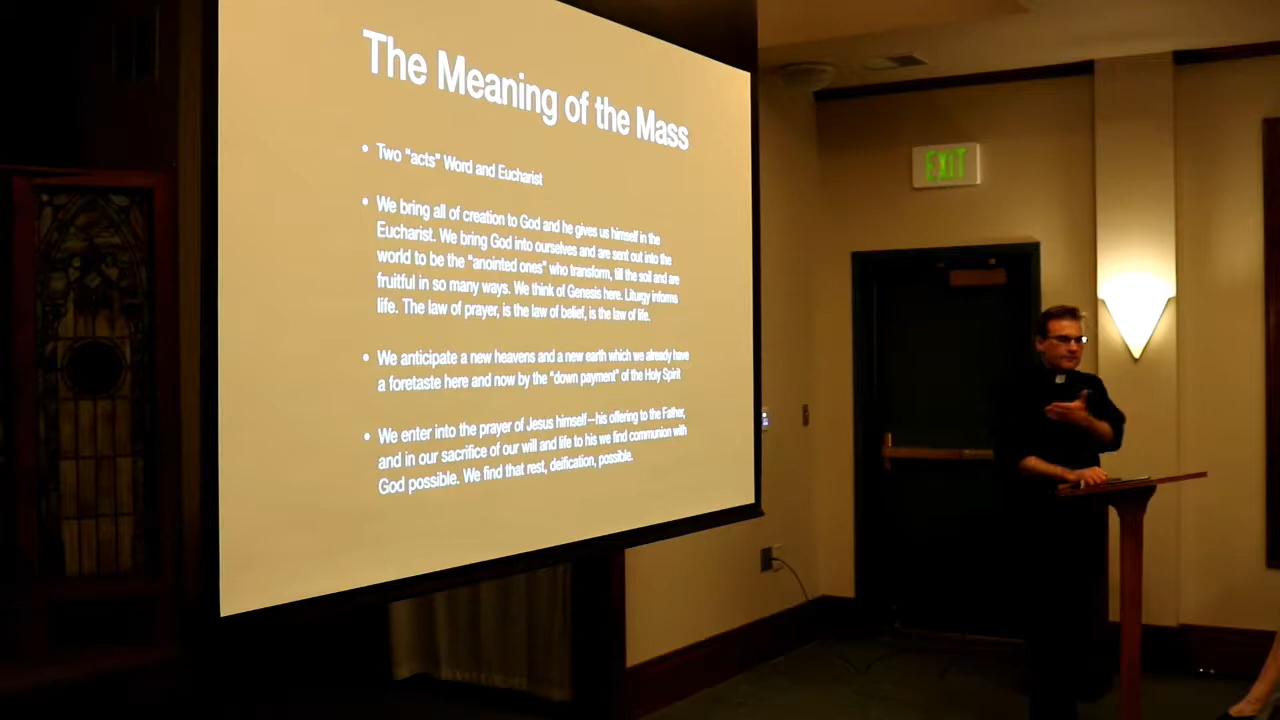 The Meaning of the Mass
• Two "acts" Word and Eucharist
• We bring all of creation to God and he gives us himself in the
Eucharist. We bring God into ourselves and are sent out into the
world to be the "anointed ones" who transform, till the soil and are
fruitful in so many ways. We think of Genesis here. Liturgy informs
life. The law of prayer, is the law of belief, is the law of life.
• We anticipate a new heavens and a new earth which we already have
a foretaste here and now by the "down payment" of the Holy Spirit
• We enter into the prayer of Jesus himself—his offering to the Father,
and in our sacrifice of our will and life to his we find communion with
God possible. We find that rest, deification, possible.
EXIT